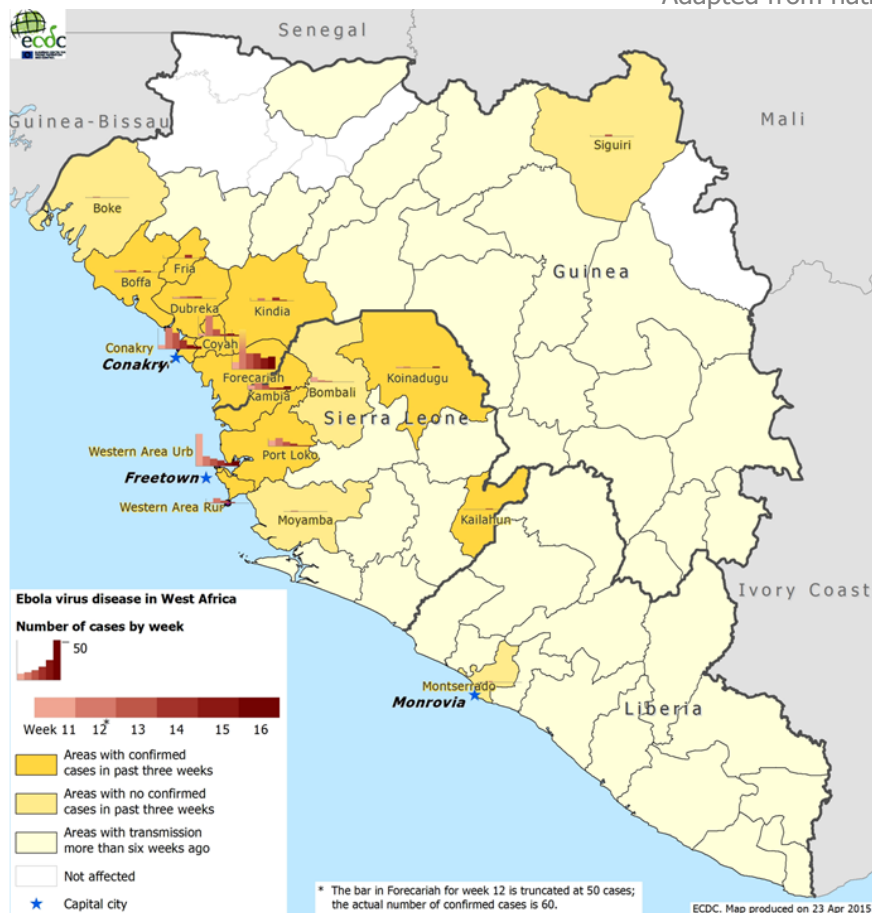 Adapted from nati
ecdc
Senegal
Guinea-Bissau
Mali
Siguiri
Boke
Guinea
Fria
Boffa
Dubreka
Kindia
Coyah
Conakry
Conakry
Forecariah
Koinadugu
Kambia
Bombali
Sierra Leone
Western Area Urb
Port Loko
Freetown
Western Area Rur
Moyamba
Kailahun
Ivory Coast
Ebola virus disease in West Africa
Number of cases by week
50
Week 11 12* 13 14 15 16
Areas with confirmed
cases in past three weeks
Areas with no confirmed
cases in past three weeks
Areas with transmission
more than six weeks ago
Not affected
Capital city
Montserrado
Monrovia
Liberia
* The bar in Forecariah for week 12 is truncated at 50 cases;
the actual number of confirmed cases is 60.
ECDC. Map produced on 23 Apr 2015